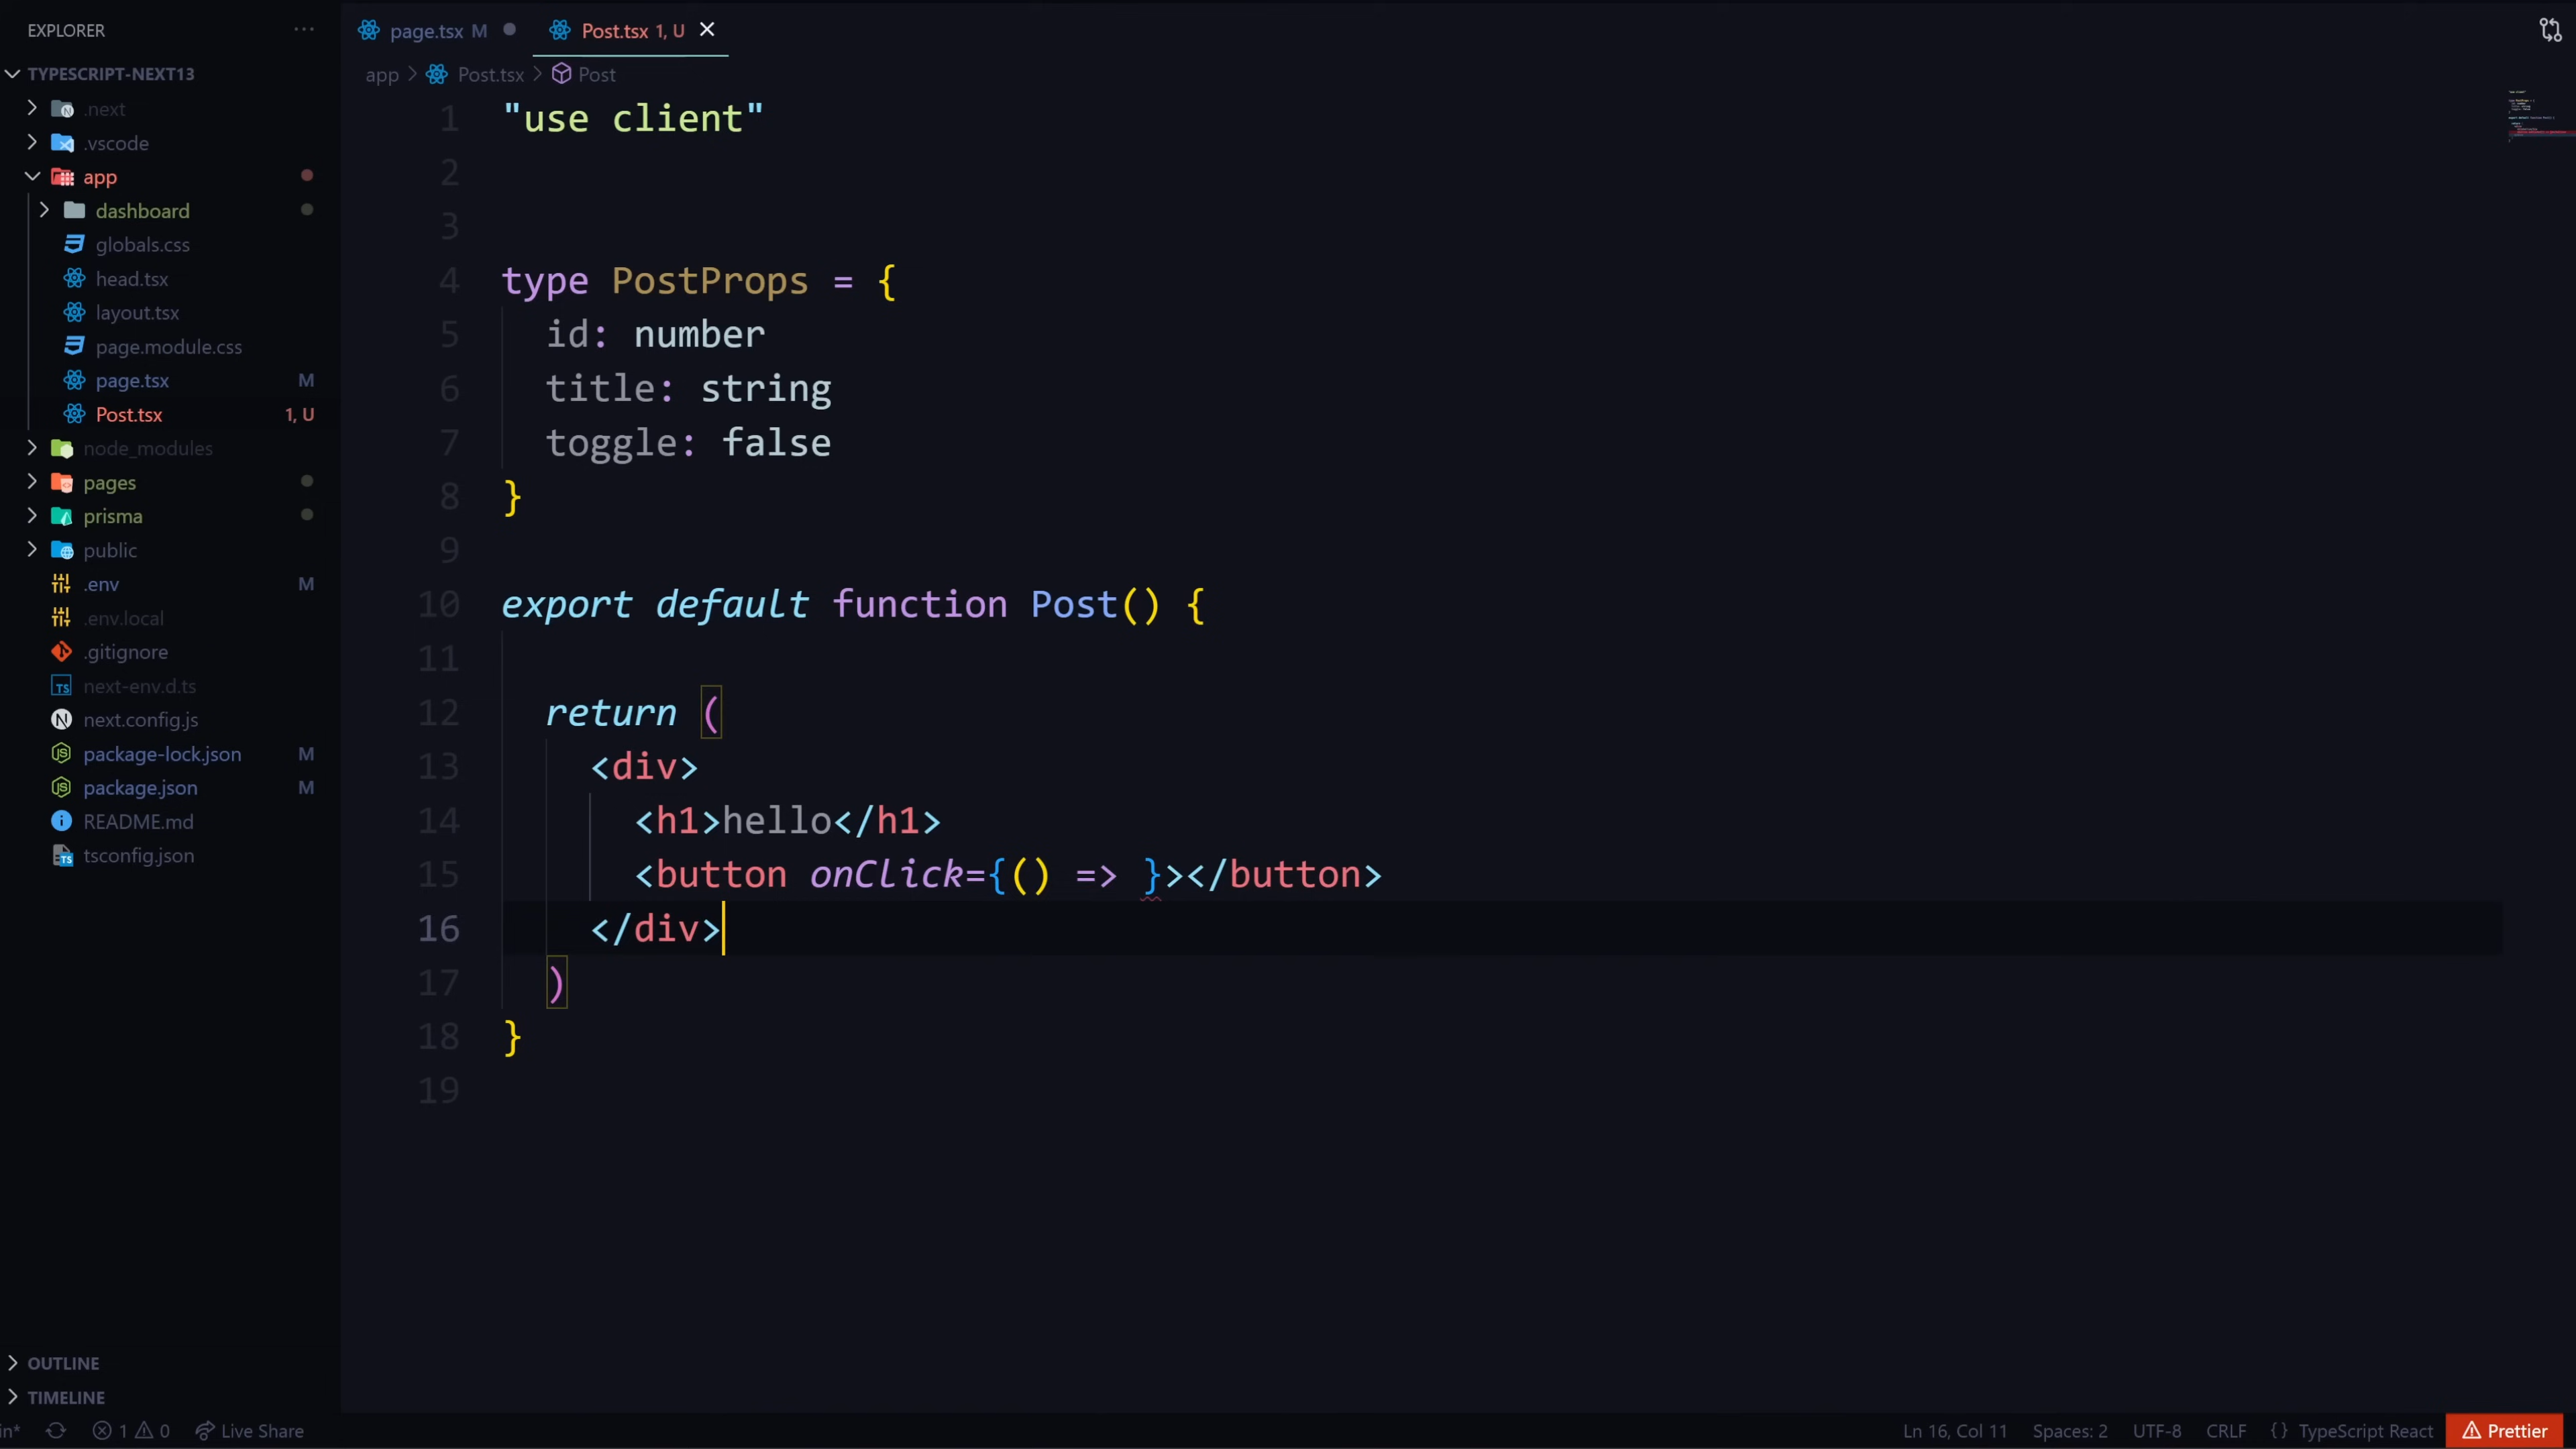 EXPLORER
TYPESCRIPT-NEXT13
.next
.vscode
app
dashboard
globals.css
head.tsx
layout.tsx
page.module.css
page.tsx M
Post.tsx 1, U
node_modules
pages
prisma
public
.env M
.env.local
.gitignore
next-env.d.ts
next.config.js
package-lock.json M
package.json M
README.md
tsconfig.json
OUTLINE
TIMELINE
page.tsx M
Post.tsx 1, U
app > Post.tsx > Post
1 "use client"
2
3
4 type PostProps = {
5 id: number
6 title: string
7 toggle: false
8 }
9
10 export default function Post() {
11
12 return (
13 <div>
14 <h1>hello</h1>
15 <button onClick={() => }></button>
16 </div>
17 )
18 }
19
in* 1 0 Live Share Ln 16, Col 11 Spaces: 2 UTF-8 CRLF {} TypeScript React Prettier